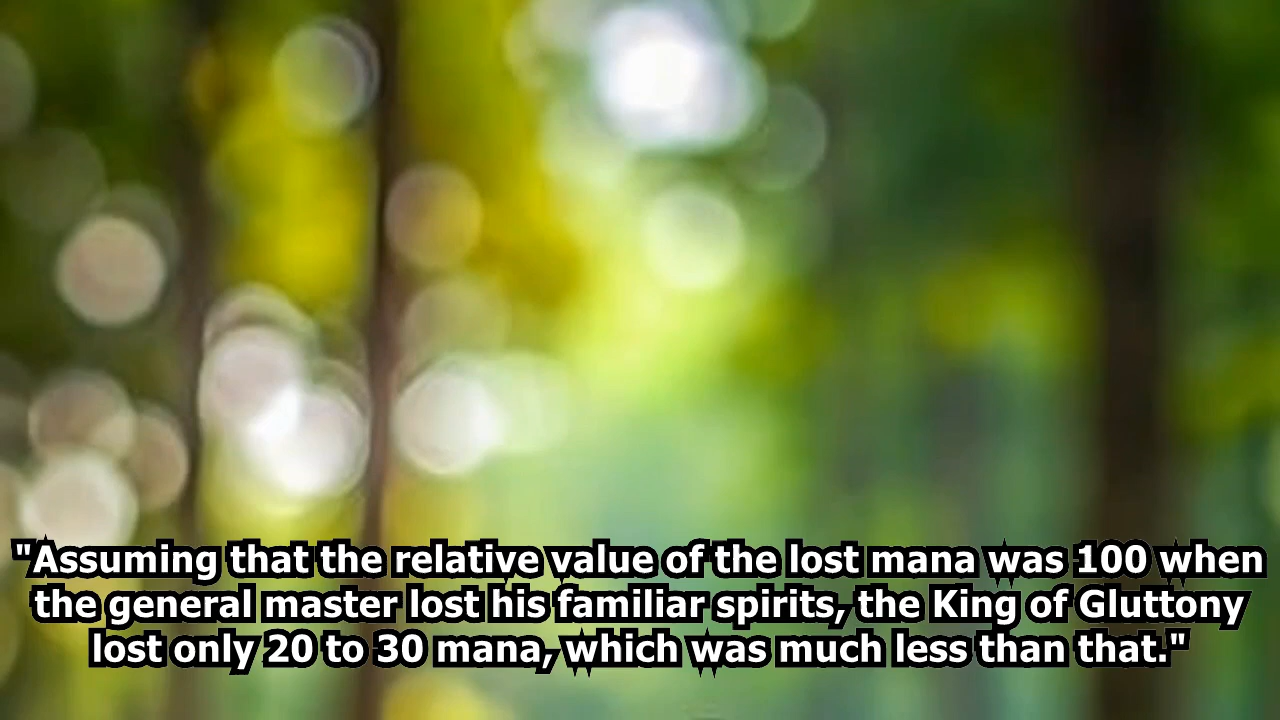 "Assuming that the relative value of the lost mana was 100 when
the general master lost his familiar spirits, the King of Gluttony
lost only 20 to 30 mana, which was much less than that."